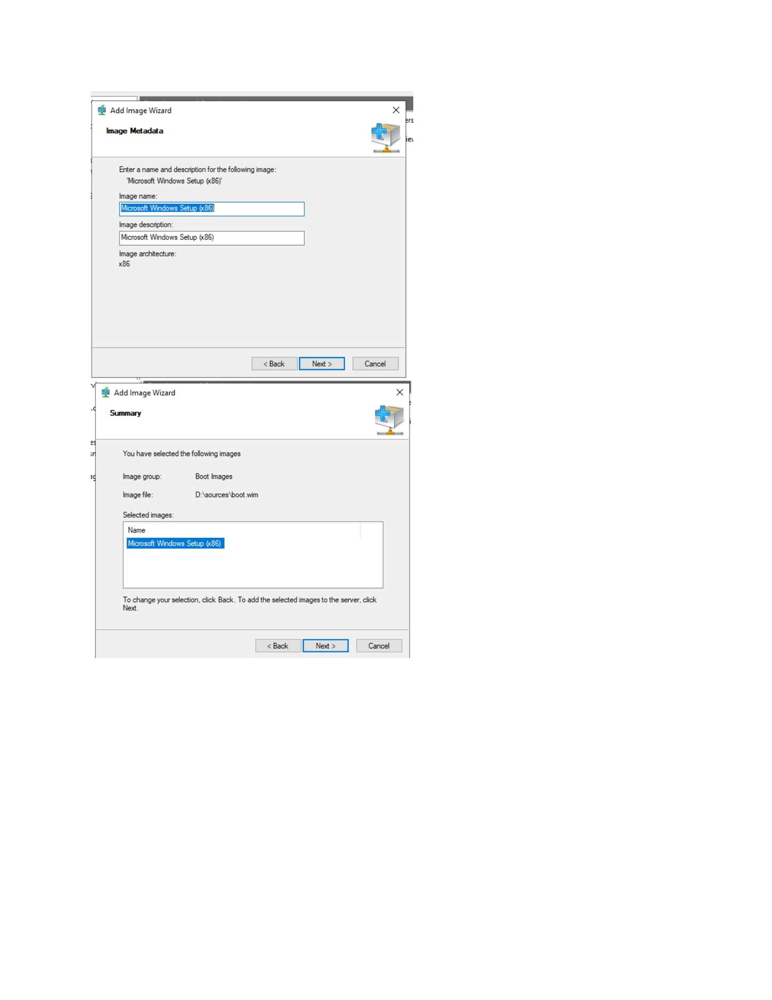 Add Image Wizard
Image Metadata
Enter a name and description for the following image:
'Microsoft Windows Setup (x86)'
Image name:
Microsoft Windows Setup (x86)
Image description:
Microsoft Windows Setup (x86)
Image architecture:
x86
< Back
Next >
Cancel
Add Image Wizard
Summary
You have selected the following images
Image group: Boot Images
Image file: D:\sources\boot.wim
Selected images:
Name
Microsoft Windows Setup (x86)
To change your selection, click Back. To add the selected images to the server, click
Next.
< Back
Next >
Cancel